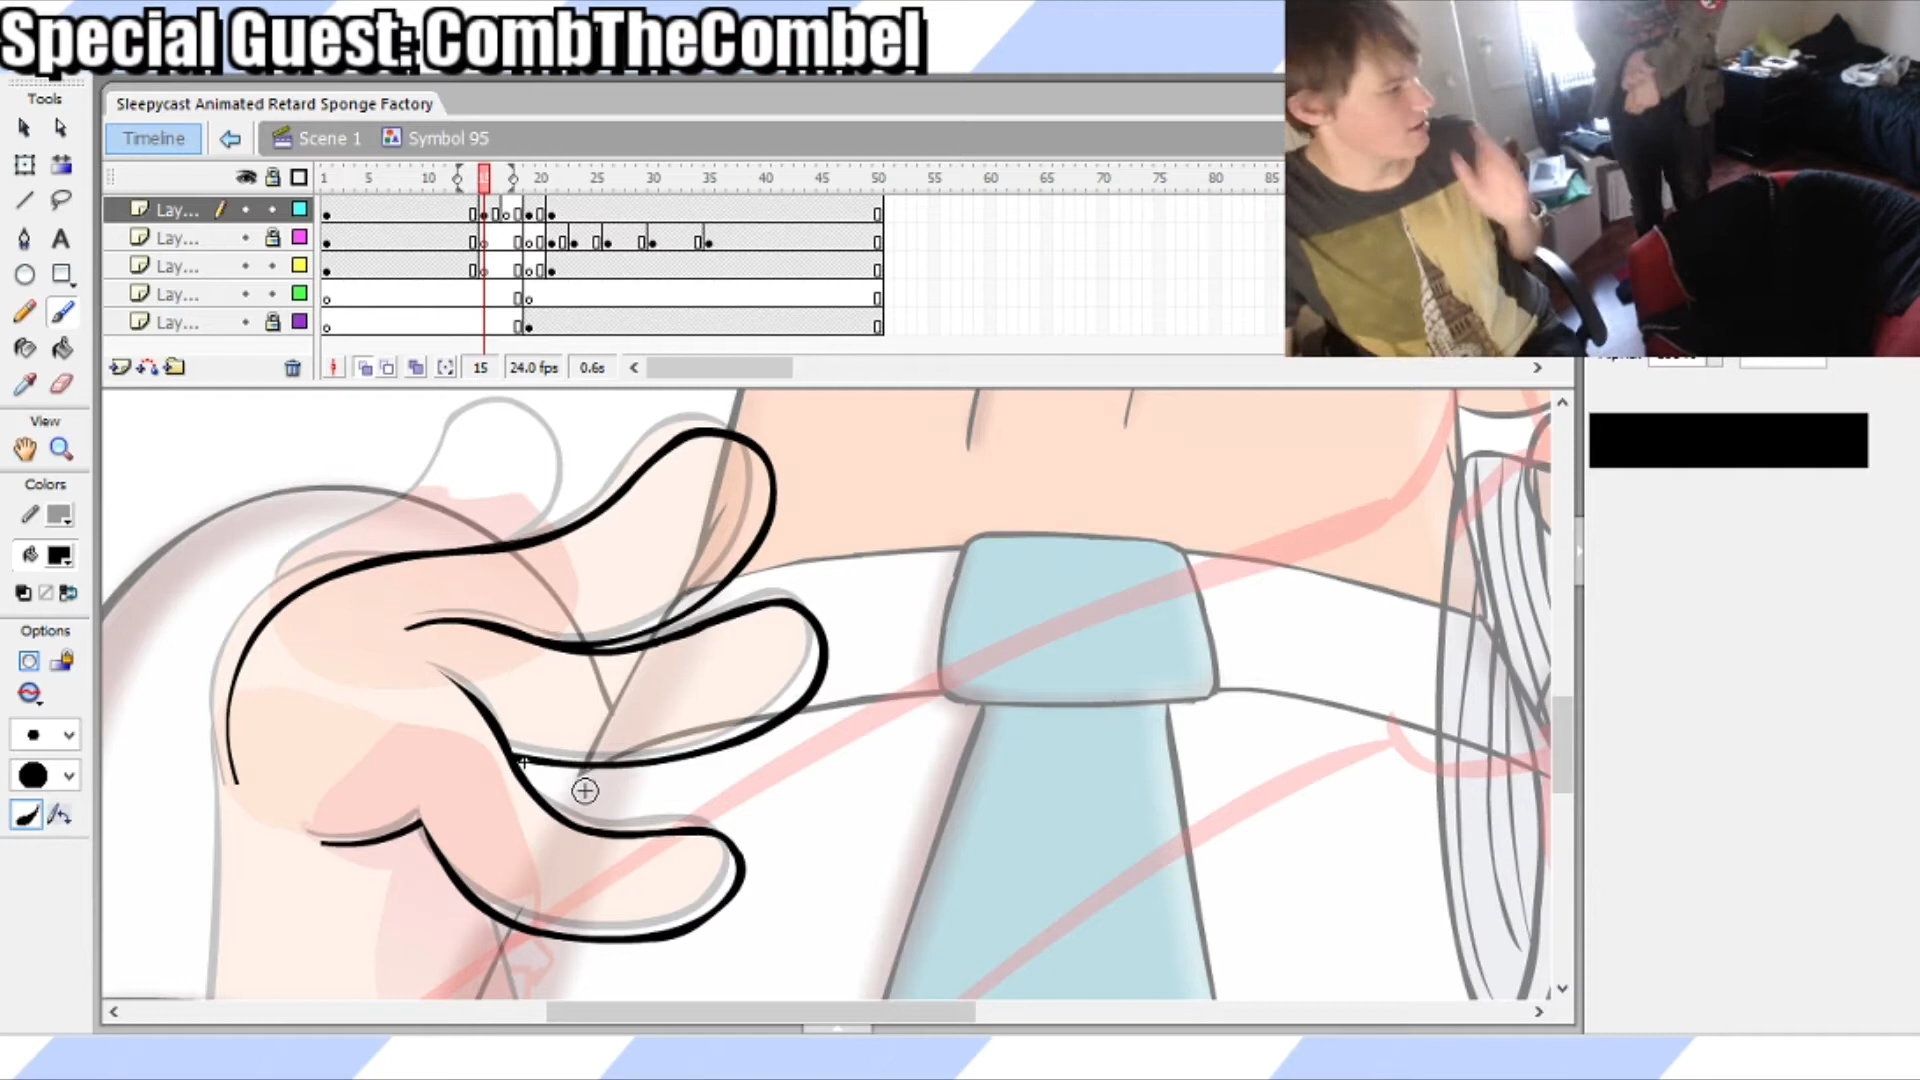 Special Guest: CombTheCombel
Tools
Sleepycast Animated Retard Sponge Factory
Timeline
Scene 1
Symbol 95
1 5 10 15 20 25 30 35 40 45 50 55 60 65 70 75 80 85
Lay...
Lay...
Lay...
Lay...
Lay...
15 24.0 fps 0.6s
View
Colors
Options